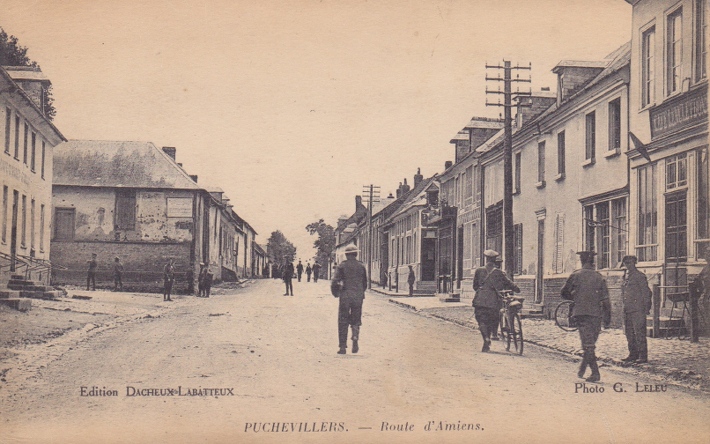 Edition DACHEUX-LABATTEUX
Photo G. LELEU
PUCHEVILLERS. — Route d'Amiens.